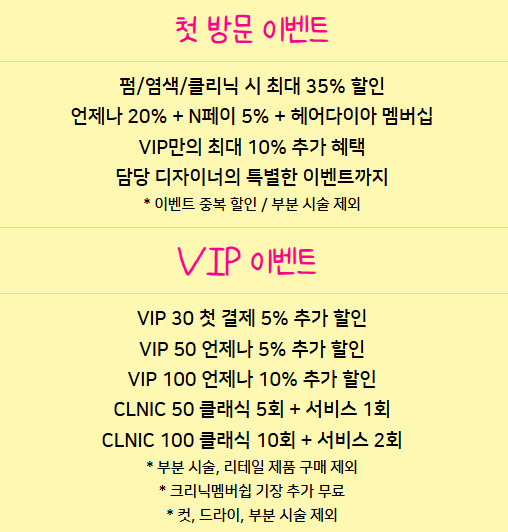 첫 방문 이벤트
펌/염색/클리닉 시 최대 35% 할인
언제나 20% + N페이 5% + 헤어다이아 멤버십
VIP만의 최대 10% 추가 혜택
담당 디자이너의 특별한 이벤트까지
* 이벤트 중복 할인 / 부분 시술 제외
VIP 이벤트
VIP 30 첫 결제 5% 추가 할인
VIP 50 언제나 5% 추가 할인
VIP 100 언제나 10% 추가 할인
CLNIC 50 클래식 5회 + 서비스 1회
CLNIC 100 클래식 10회 + 서비스 2회
* 부분 시술, 리테일 제품 구매 제외
* 크리닉멤버쉽 기장 추가 무료
* 컷, 드라이, 부분 시술 제외